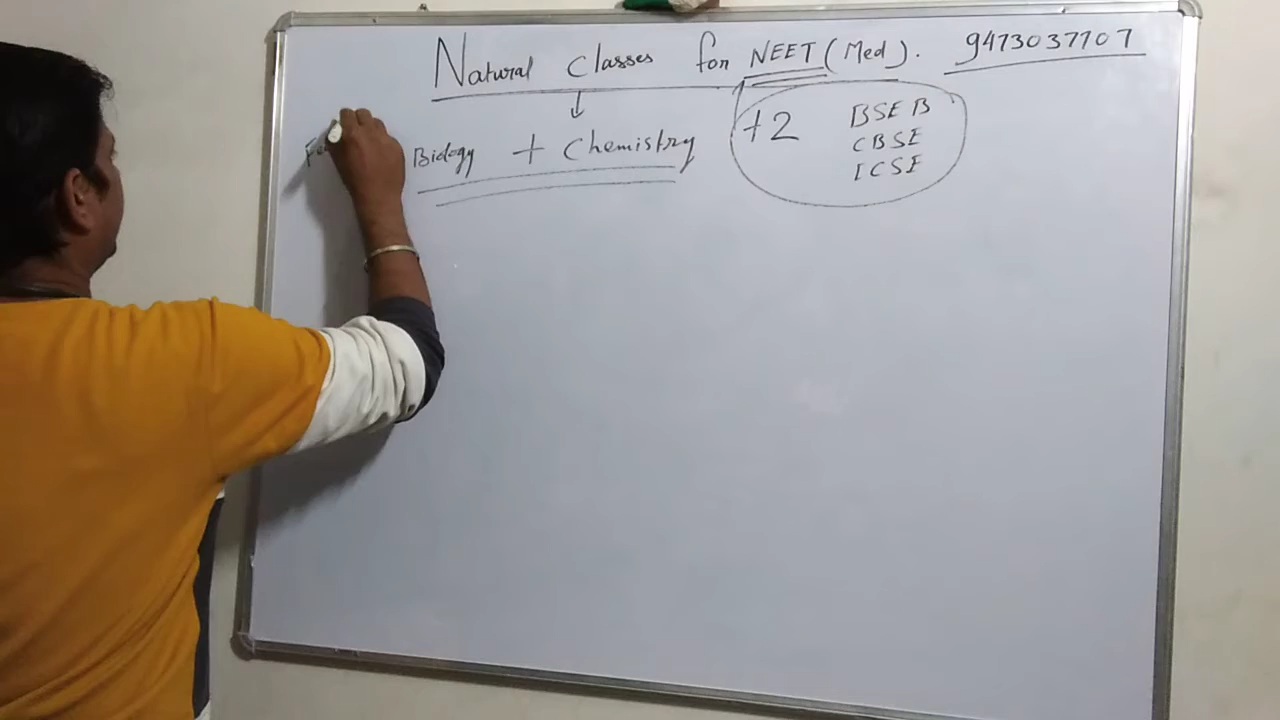 Natural Classes for NEET (Med). 9473037707
Biology + Chemistry
+2
BSEB
CBSE
ICSE